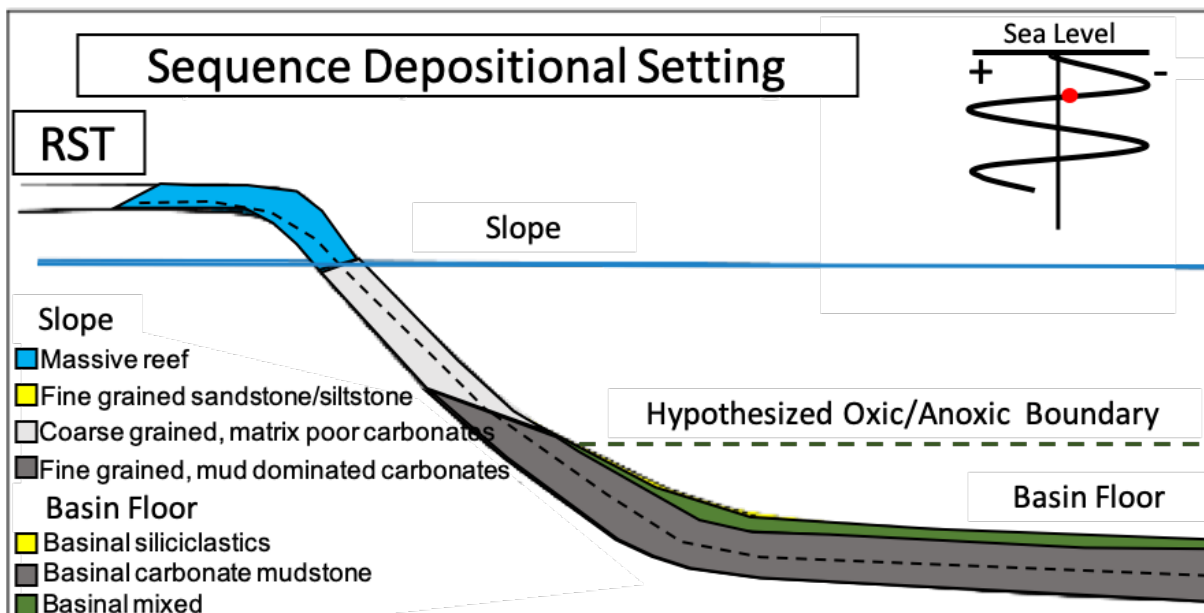 Sequence Depositional Setting
Sea Level
+ -
RST
Slope
Slope
Massive reef
Fine grained sandstone/siltstone
Coarse grained, matrix poor carbonates
Fine grained, mud dominated carbonates
Hypothesized Oxic/Anoxic Boundary
Basin Floor
Basin Floor
Basinal siliciclastics
Basinal carbonate mudstone
Basinal mixed